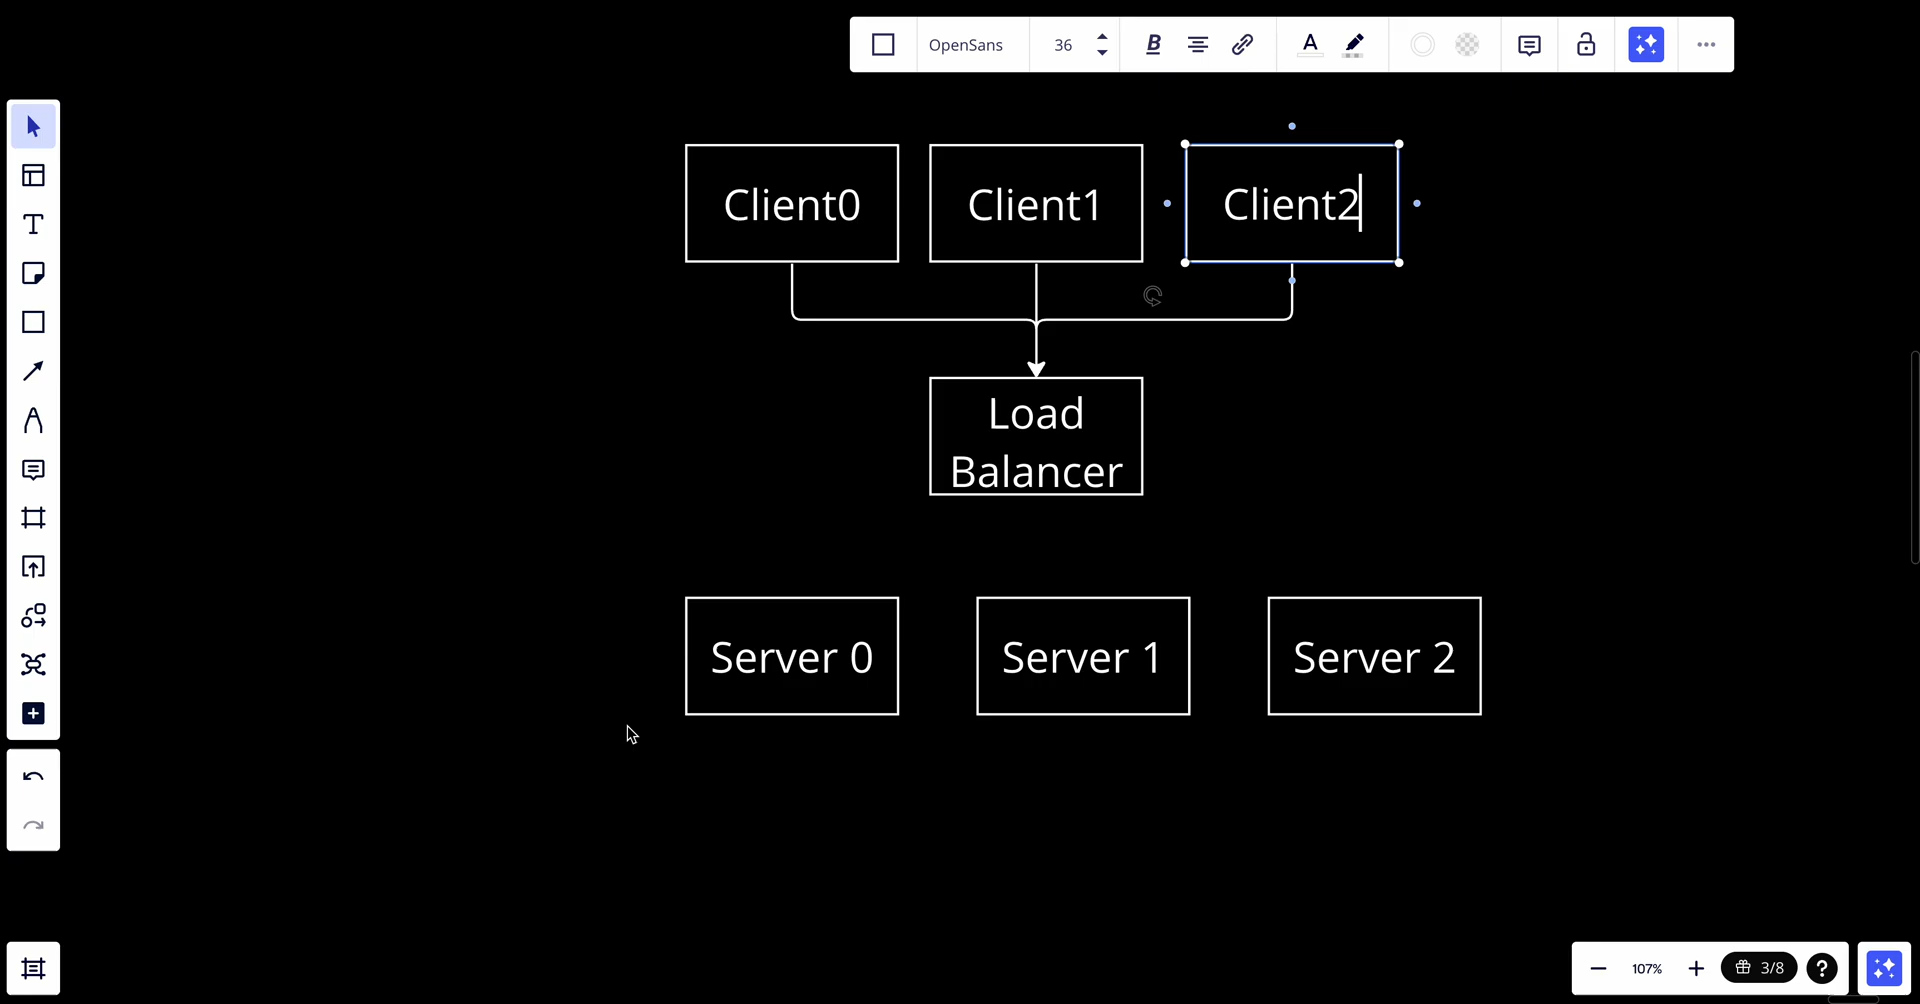 OpenSans 36 B A
Client0 Client1 Client2
Load
Balancer
Server 0 Server 1 Server 2
107% 3/8 ?